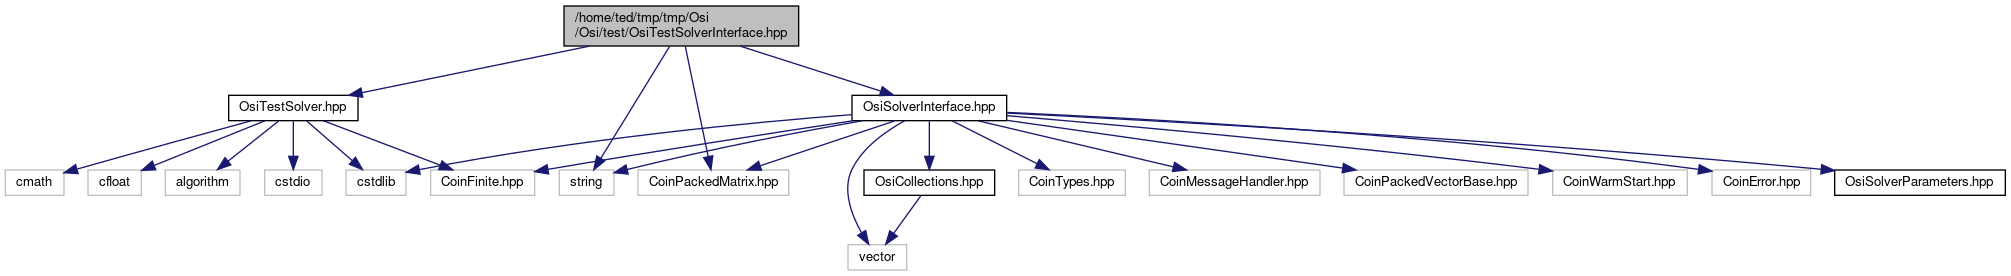 /home/ted/tmp/tmp/Osi
/Osi/test/OsiTestSolverInterface.hpp
OsiTestSolver.hpp
OsiSolverInterface.hpp
cmath
cfloat
algorithm
cstdio
cstdlib
CoinFinite.hpp
string
CoinPackedMatrix.hpp
OsiCollections.hpp
CoinTypes.hpp
CoinMessageHandler.hpp
CoinPackedVectorBase.hpp
CoinWarmStart.hpp
CoinError.hpp
OsiSolverParameters.hpp
vector